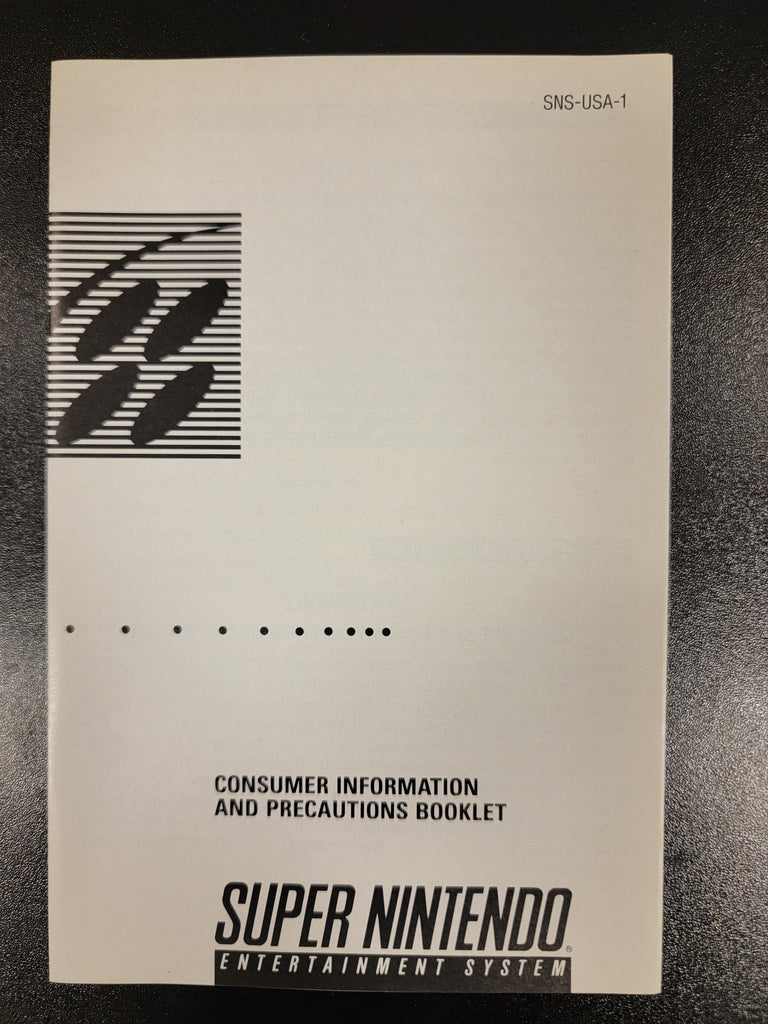 SNS-USA-1
CONSUMER INFORMATION
AND PRECAUTIONS BOOKLET
SUPER NINTENDO®
ENTERTAINMENT SYSTEM